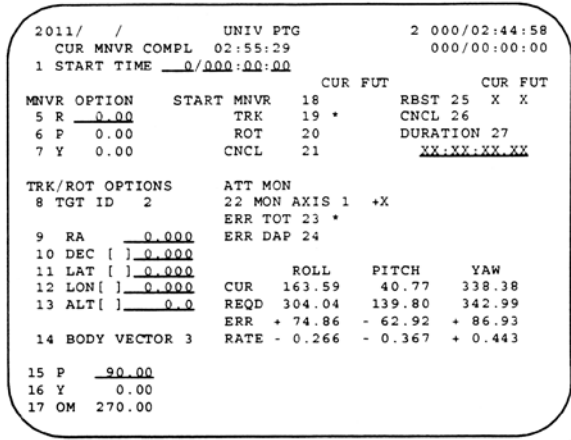 2011/   /   UNIV PTG   2 000/02:44:58
CUR MNVR COMPL 02:55:29   000/00:00:00
1 START TIME 0/000:00:00
CUR FUT   CUR FUT
MNVR OPTION   START MNVR 18   RBST 25 X X
5 R 0.00   TRK 19 *   CNCL 26
6 P 0.00   ROT 20   DURATION 27
7 Y 0.00   CNCL 21   XX:XX:XX.XX
TRK/ROT OPTIONS   ATT MON
8 TGT ID 2   22 MON AXIS 1 +X
ERR TOT 23 *
9 RA 0.000   ERR DAP 24
10 DEC [ ] 0.000
11 LAT [ ] 0.000   ROLL PITCH YAW
12 LON[ ] 0.000   CUR 163.59 40.77 338.38
13 ALT[ ] 0.0   REQD 304.04 139.80 342.99
ERR + 74.86 - 62.92 + 86.93
14 BODY VECTOR 3   RATE - 0.266 - 0.367 + 0.443
15 P 90.00
16 Y 0.00
17 OM 270.00